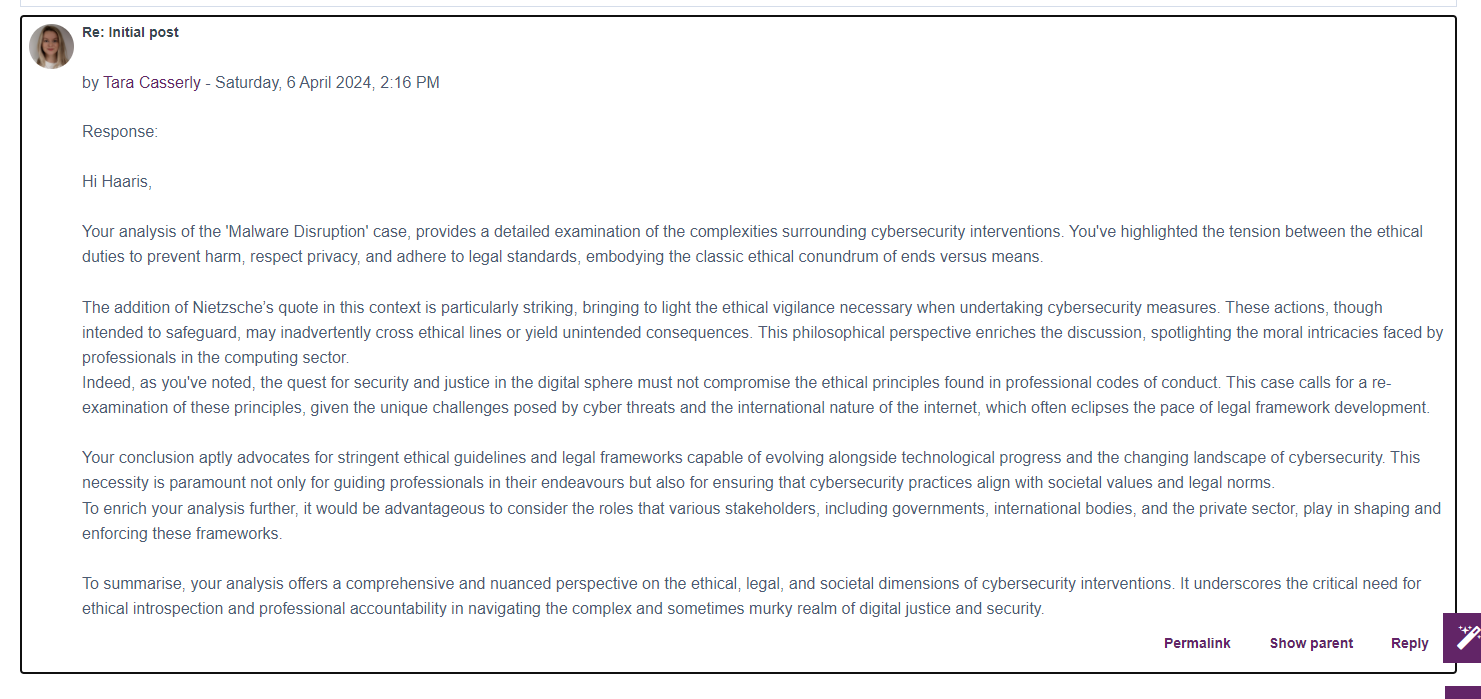 Re: Initial post
by Tara Casserly - Saturday, 6 April 2024, 2:16 PM
Response:
Hi Haaris,
Your analysis of the 'Malware Disruption' case, provides a detailed examination of the complexities surrounding cybersecurity interventions. You've highlighted the tension between the ethical
duties to prevent harm, respect privacy, and adhere to legal standards, embodying the classic ethical conundrum of ends versus means.
The addition of Nietzsche's quote in this context is particularly striking, bringing to light the ethical vigilance necessary when undertaking cybersecurity measures. These actions, though
intended to safeguard, may inadvertently cross ethical lines or yield unintended consequences. This philosophical perspective enriches the discussion, spotlighting the moral intricacies faced by
professionals in the computing sector.
Indeed, as you've noted, the quest for security and justice in the digital sphere must not compromise the ethical principles found in professional codes of conduct. This case calls for a re-
examination of these principles, given the unique challenges posed by cyber threats and the international nature of the internet, which often eclipses the pace of legal framework development.
Your conclusion aptly advocates for stringent ethical guidelines and legal frameworks capable of evolving alongside technological progress and the changing landscape of cybersecurity. This
necessity is paramount not only for guiding professionals in their endeavours but also for ensuring that cybersecurity practices align with societal values and legal norms.
To enrich your analysis further, it would be advantageous to consider the roles that various stakeholders, including governments, international bodies, and the private sector, play in shaping and
enforcing these frameworks.
To summarise, your analysis offers a comprehensive and nuanced perspective on the ethical, legal, and societal dimensions of cybersecurity interventions. It underscores the critical need for
ethical introspection and professional accountability in navigating the complex and sometimes murky realm of digital justice and security.
Permalink Show parent Reply